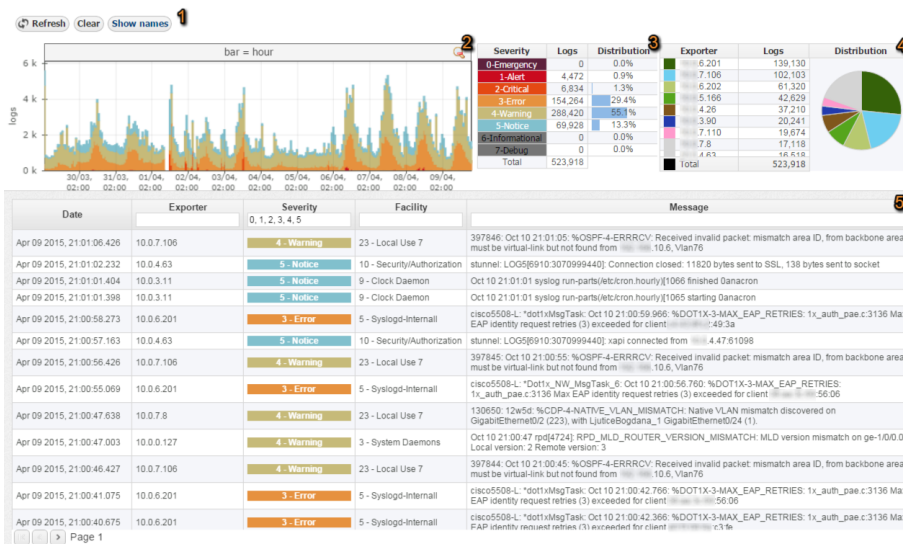 Refresh Clear Show names 1
bar = hour 2
6 k
4 k
2 k
0 k
logs
30/03, 02:00 31/03, 02:00 01/04, 02:00 02/04, 02:00 03/04, 02:00 04/04, 02:00 05/04, 02:00 06/04, 02:00 07/04, 02:00 08/04, 02:00 09/04, 02:00
Severity Logs Distribution 3
0-Emergency 0 0.0%
1-Alert 4,472 0.9%
2-Critical 6,834 1.3%
3-Error 154,264 29.4%
4-Warning 288,420 55.1%
5-Notice 69,928 13.3%
6-Informational 0 0.0%
7-Debug 0 0.0%
Total 523,918
Exporter Logs Distribution 4
.6.201 139,130
.7.106 102,103
.6.202 61,320
.5.166 42,629
.4.26 37,210
.3.90 20,241
.7.110 19,674
.7.8 17,118
.4.63 16,518
Total 523,918
Date Exporter Severity Facility Message 5
0, 1, 2, 3, 4, 5
Apr 09 2015, 21:01:06.426 10.0.7.106 4 - Warning 23 - Local Use 7 397846: Oct 10 21:01:05: %OSPF-4-ERRRCV: Received invalid packet: mismatch area ID, from backbone area
must be virtual-link but not found from .10.6, Vlan76
Apr 09 2015, 21:01:02.232 10.0.4.63 5 - Notice 10 - Security/Authorization stunnel: LOG5[6910:3070999440]: Connection closed: 11820 bytes sent to SSL, 138 bytes sent to socket
Apr 09 2015, 21:01:01.404 10.0.3.11 5 - Notice 9 - Clock Daemon Oct 10 21:01:01 syslog run-parts(/etc/cron.hourly)[1066 finished 0anacron
Apr 09 2015, 21:01:01.398 10.0.3.11 5 - Notice 9 - Clock Daemon Oct 10 21:01:01 syslog run-parts(/etc/cron.hourly)[1065 starting 0anacron
Apr 09 2015, 21:00:58.273 10.0.6.201 3 - Error 5 - Syslogd-Internall cisco5508-L: *dot1xMsgTask: Oct 10 21:00:59.966: %DOT1X-3-MAX_EAP_RETRIES: 1x_auth_pae.c:3136 Ma
EAP identity request retries (3) exceeded for client :49:3a
Apr 09 2015, 21:00:57.163 10.0.4.63 5 - Notice 10 - Security/Authorization stunnel: LOG5[6910:3070999440]: xapi connected from .4.47:61098
Apr 09 2015, 21:00:56.426 10.0.7.106 4 - Warning 23 - Local Use 7 397845: Oct 10 21:00:55: %OSPF-4-ERRRCV: Received invalid packet: mismatch area ID, from backbone area
must be virtual-link but not found from .10.6, Vlan76
Apr 09 2015, 21:00:55.069 10.0.6.201 3 - Error 5 - Syslogd-Internall cisco5508-L: *Dot1x_NW_MsgTask_6: Oct 10 21:00:56.760: %DOT1X-3-MAX_EAP_RETRIES:
1x_auth_pae.c:3136 Max EAP identity request retries (3) exceeded for client :56:06
Apr 09 2015, 21:00:47.638 10.0.7.8 4 - Warning 23 - Local Use 7 130650: 12w5d: %CDP-4-NATIVE_VLAN_MISMATCH: Native VLAN mismatch discovered on
GigabitEthernet0/2 (223), with LjuticeBogdana_1 GigabitEthernet0/24 (1).
Apr 09 2015, 21:00:47.003 10.0.0.127 4 - Warning 3 - System Daemons Oct 10 21:00:47 rpd[4724]: RPD_MLD_ROUTER_VERSION_MISMATCH: MLD version mismatch on ge-1/0/0.0
Local version: 2 Remote version: 3
Apr 09 2015, 21:00:46.427 10.0.7.106 4 - Warning 23 - Local Use 7 397844: Oct 10 21:00:45: %OSPF-4-ERRRCV: Received invalid packet: mismatch area ID, from backbone area
must be virtual-link but not found from .10.6, Vlan76
Apr 09 2015, 21:00:41.075 10.0.6.201 3 - Error 5 - Syslogd-Internall cisco5508-L: *dot1xMsgTask: Oct 10 21:00:42.766: %DOT1X-3-MAX_EAP_RETRIES: 1x_auth_pae.c:3136 Ma
EAP identity request retries (3) exceeded for client :56:06
Apr 09 2015, 21:00:40.675 10.0.6.201 3 - Error 5 - Syslogd-Internall cisco5508-L: *dot1xMsgTask: Oct 10 21:00:42.366: %DOT1X-3-MAX_EAP_RETRIES: 1x_auth_pae.c:3136 Ma
EAP identity request retries (3) exceeded for client :c3:fe
Page 1